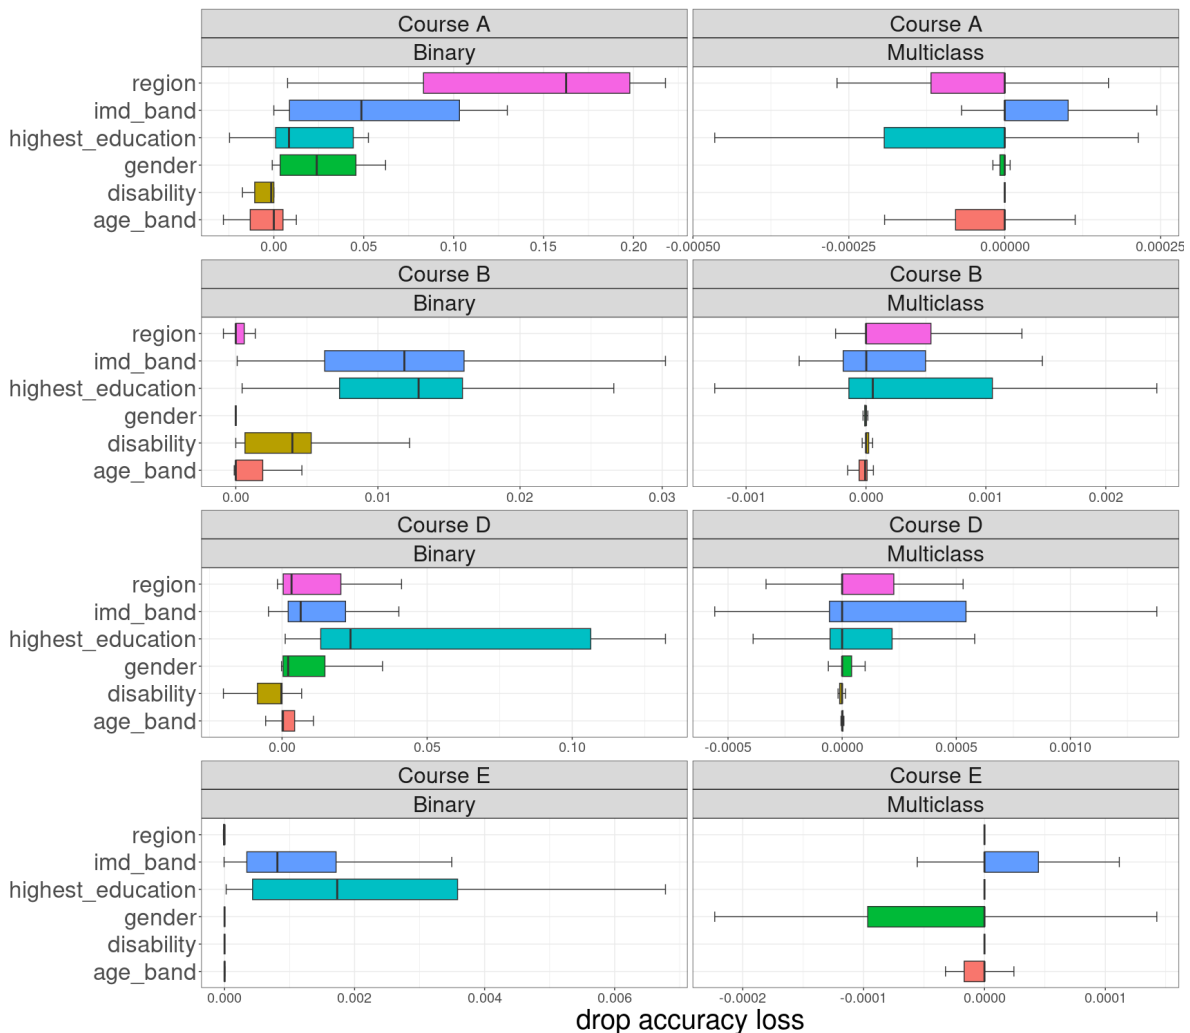 Course A Course A
Binary Multiclass
region
imd_band
highest_education
gender
disability
age_band
0.00 0.05 0.10 0.15 0.20 -0.00050 -0.00025 0.00000 0.00025
Course B Course B
Binary Multiclass
region
imd_band
highest_education
gender
disability
age_band
0.00 0.01 0.02 0.03 -0.001 0.000 0.001 0.002
Course D Course D
Binary Multiclass
region
imd_band
highest_education
gender
disability
age_band
0.00 0.05 0.10 -0.0005 0.0000 0.0005 0.0010
Course E Course E
Binary Multiclass
region
imd_band
highest_education
gender
disability
age_band
0.000 0.002 0.004 0.006 -0.0002 -0.0001 0.0000 0.0001
drop accuracy loss